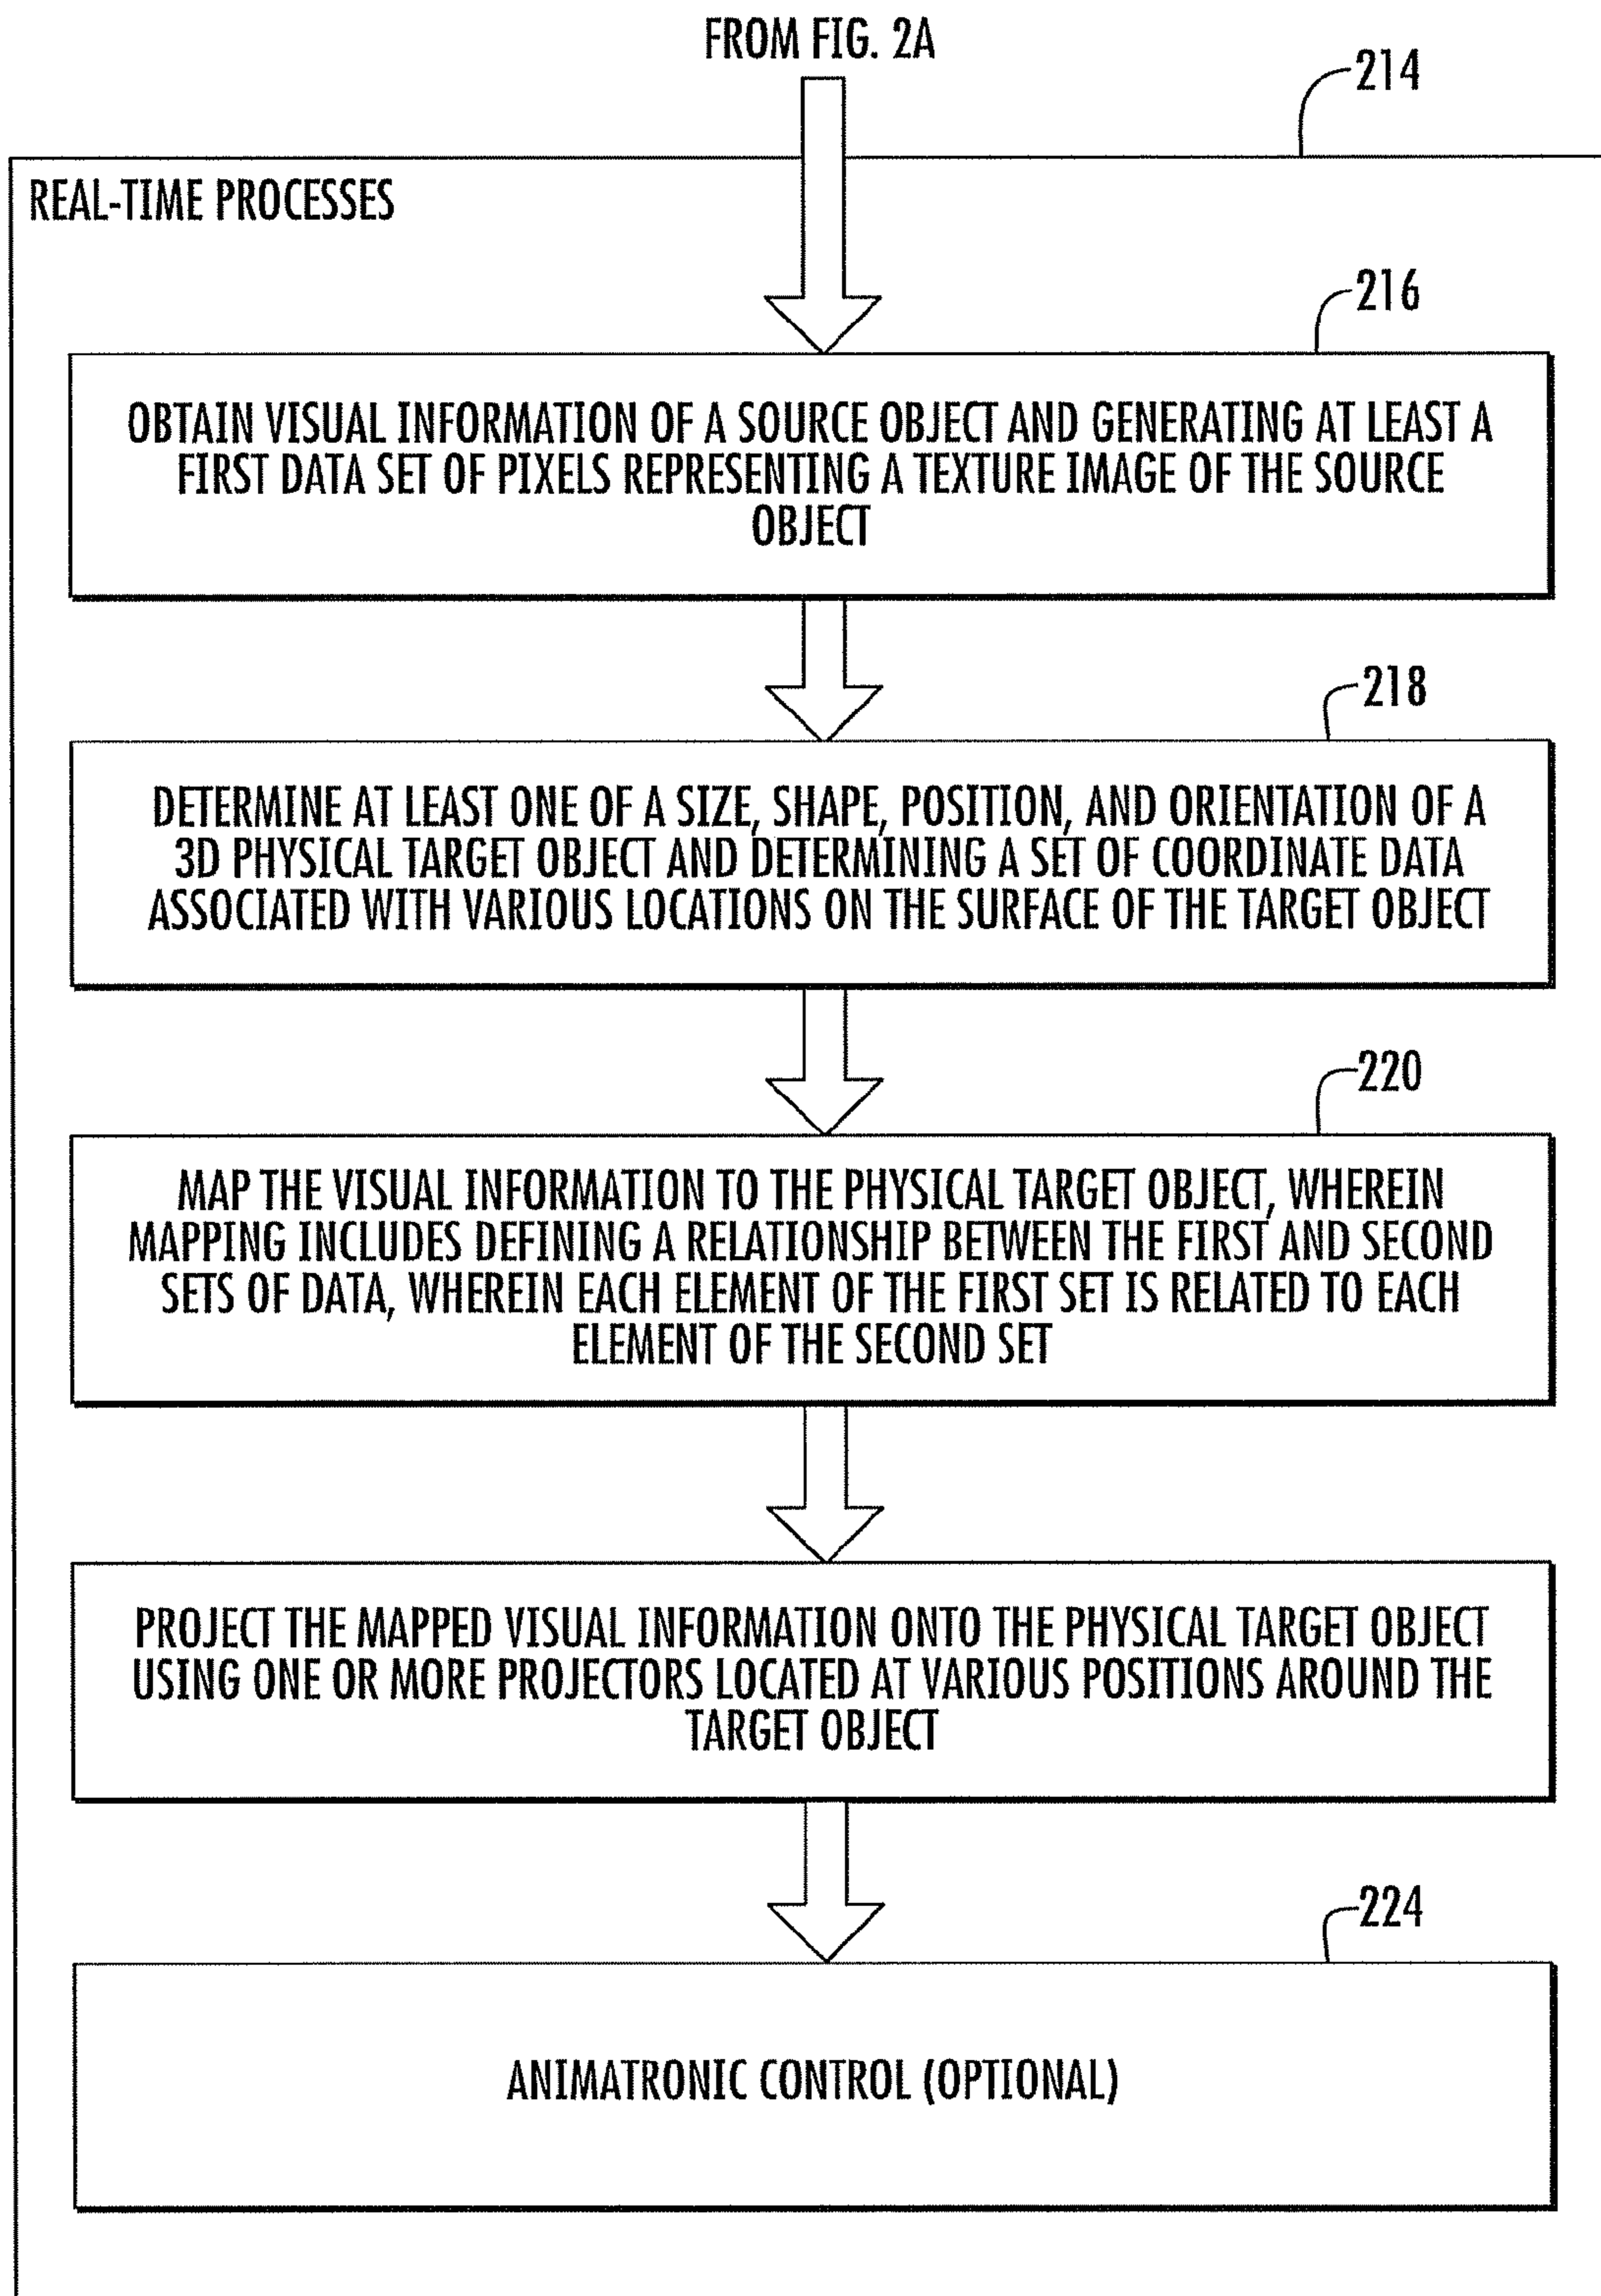 FROM FIG. 2A
214
REAL-TIME PROCESSES
216
OBTAIN VISUAL INFORMATION OF A SOURCE OBJECT AND GENERATING AT LEAST A
FIRST DATA SET OF PIXELS REPRESENTING A TEXTURE IMAGE OF THE SOURCE
OBJECT
218
DETERMINE AT LEAST ONE OF A SIZE, SHAPE, POSITION, AND ORIENTATION OF A
3D PHYSICAL TARGET OBJECT AND DETERMINING A SET OF COORDINATE DATA
ASSOCIATED WITH VARIOUS LOCATIONS ON THE SURFACE OF THE TARGET OBJECT
220
MAP THE VISUAL INFORMATION TO THE PHYSICAL TARGET OBJECT, WHEREIN
MAPPING INCLUDES DEFINING A RELATIONSHIP BETWEEN THE FIRST AND SECOND
SETS OF DATA, WHEREIN EACH ELEMENT OF THE FIRST SET IS RELATED TO EACH
ELEMENT OF THE SECOND SET
PROJECT THE MAPPED VISUAL INFORMATION ONTO THE PHYSICAL TARGET OBJECT
USING ONE OR MORE PROJECTORS LOCATED AT VARIOUS POSITIONS AROUND THE
TARGET OBJECT
224
ANIMATRONIC CONTROL (OPTIONAL)